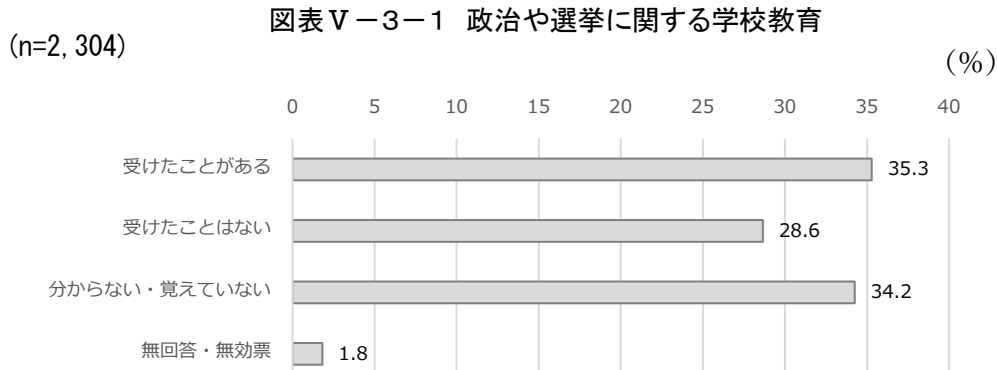 図表Ⅴ－３－１ 政治や選挙に関する学校教育
(n=2,304)
(%)
0 5 10 15 20 25 30 35 40
受けたことがある 35.3
受けたことはない 28.6
分からない・覚えていない 34.2
無回答・無効票 1.8